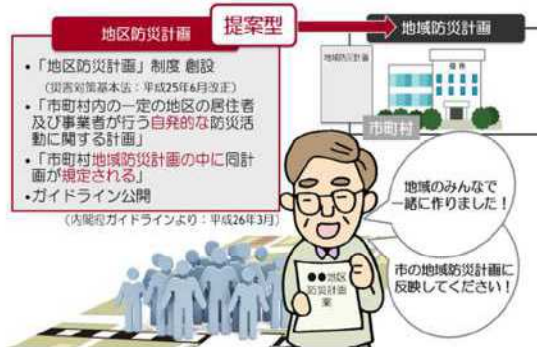 地区防災計画
提案型
地域防災計画
・「地区防災計画」制度 創設
(災害対策基本法：平成25年6月改正)
・「市町村内の一定の地区の居住者
及び事業者が行う自発的な防災活
動に関する計画」
・「市町村地域防災計画の中に同計
画が規定される」
・ガイドライン公開
(内閣府ガイドラインより：平成26年3月)
地域防災計画
市町村
地域のみんなで
一緒に作りました！
市の地域防災計画に
反映してください！
●●地区
防災計画
案